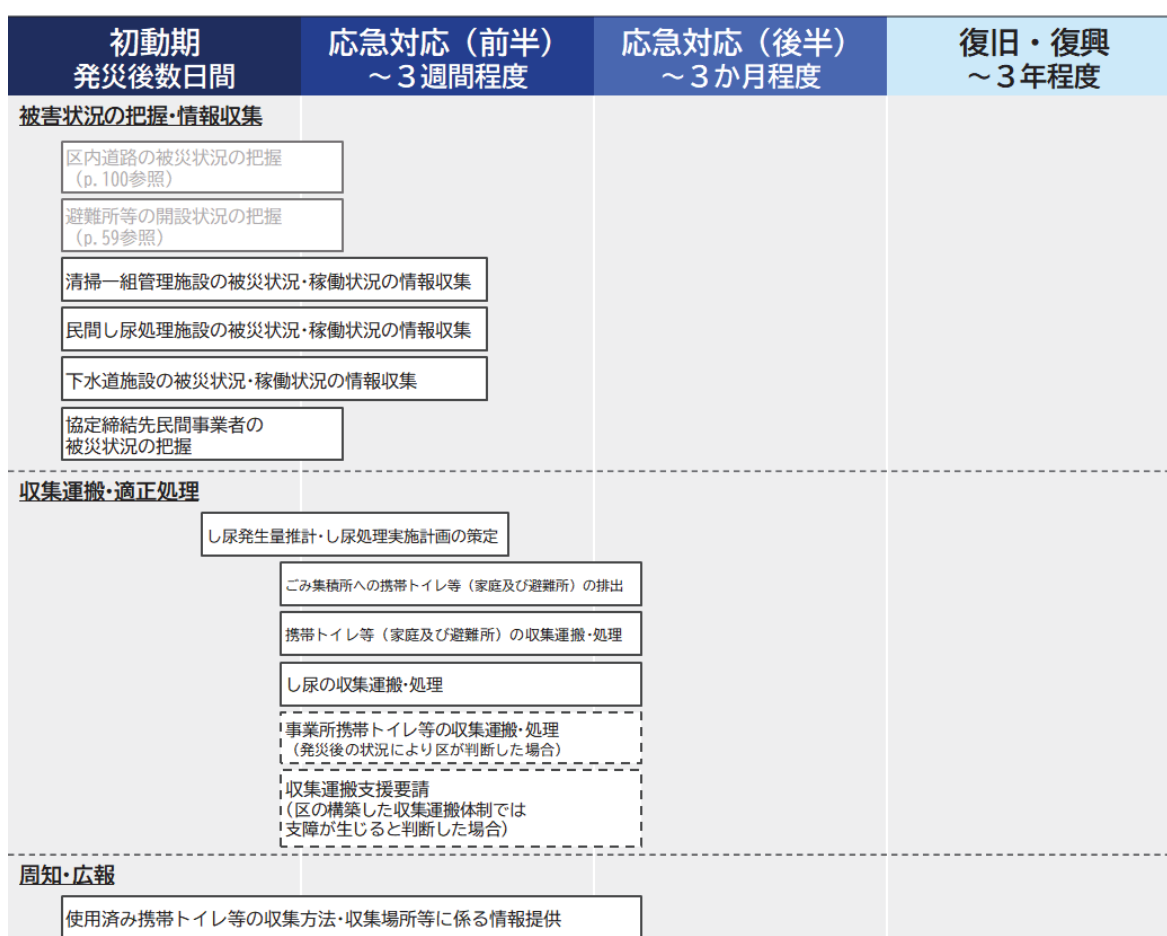 初動期
発災後数日間
応急対応（前半）
～３週間程度
応急対応（後半）
～３か月程度
復旧・復興
～３年程度
被害状況の把握・情報収集
区内道路の被災状況の把握
（p.100参照）
避難所等の開設状況の把握
（p.59参照）
清掃一組管理施設の被災状況・稼働状況の情報収集
民間し尿処理施設の被災状況・稼働状況の情報収集
下水道施設の被災状況・稼働状況の情報収集
協定締結先民間事業者の
被災状況の把握
収集運搬・適正処理
し尿発生量推計・し尿処理実施計画の策定
ごみ集積所への携帯トイレ等（家庭及び避難所）の排出
携帯トイレ等（家庭及び避難所）の収集運搬・処理
し尿の収集運搬・処理
事業所携帯トイレ等の収集運搬・処理
（発災後の状況により区が判断した場合）
収集運搬支援要請
（区の構築した収集運搬体制では
支障が生じると判断した場合）
周知・広報
使用済み携帯トイレ等の収集方法・収集場所等に係る情報提供